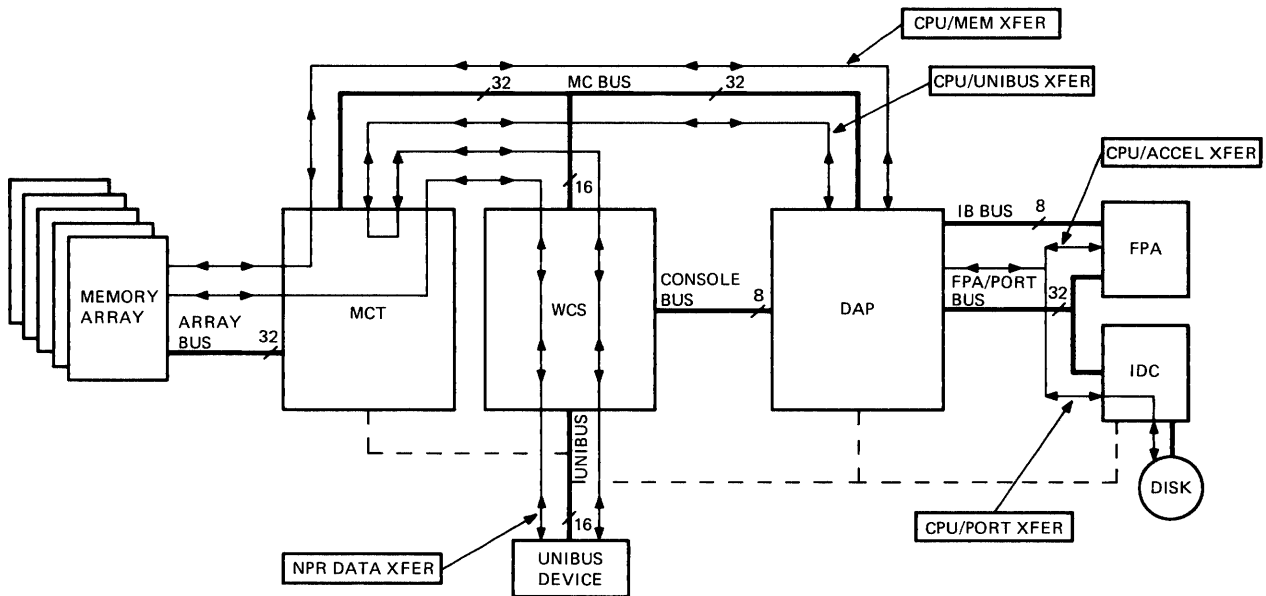 CPU/MEM XFER
32
MC BUS
32
CPU/UNIBUS XFER
CPU/ACCEL XFER
16
IB BUS
8
FPA
MEMORY
ARRAY
ARRAY
BUS
32
MCT
WCS
CONSOLE
BUS
8
DAP
FPA/PORT
BUS
32
IDC
UNIBUS
DISK
16
CPU/PORT XFER
NPR DATA XFER
UNIBUS
DEVICE